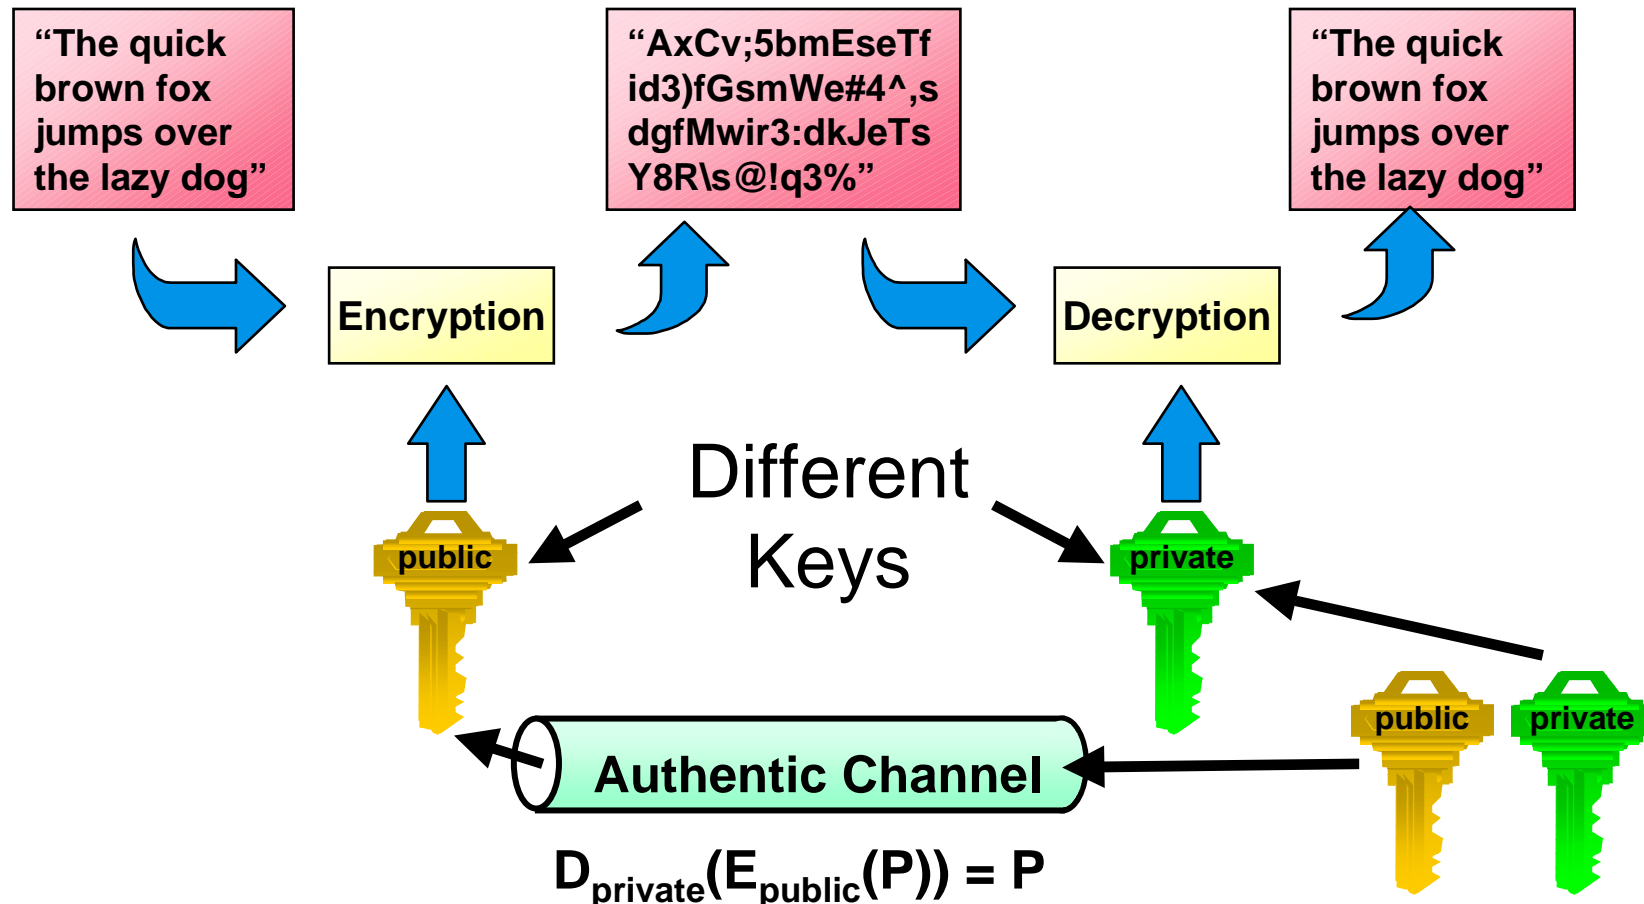 “The quick
brown fox
jumps over
the lazy dog”
“AxCv;5bmEseTf
id3)fGsmWe#4^,s
dgfMwir3:dkJeTs
Y8R\s@!q3%”
“The quick
brown fox
jumps over
the lazy dog”
Encryption
Decryption
Different
Keys
public
private
public
private
Authentic Channel
Dprivate(Epublic(P)) = P